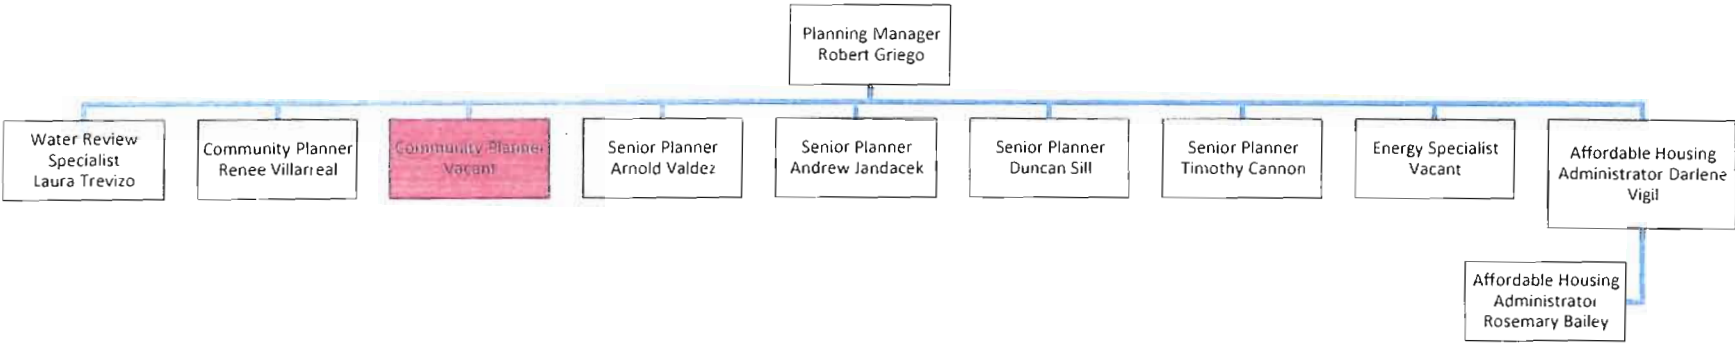 Planning Manager
Robert Griego
Water Review
Specialist
Laura Trevizo
Community Planner
Renee Villarreal
Community Planner
Vacant
Senior Planner
Arnold Valdez
Senior Planner
Andrew Jandacek
Senior Planner
Duncan Sill
Senior Planner
Timothy Cannon
Energy Specialist
Vacant
Affordable Housing
Administrator Darlene
Vigil
Affordable Housing
Administrator
Rosemary Bailey